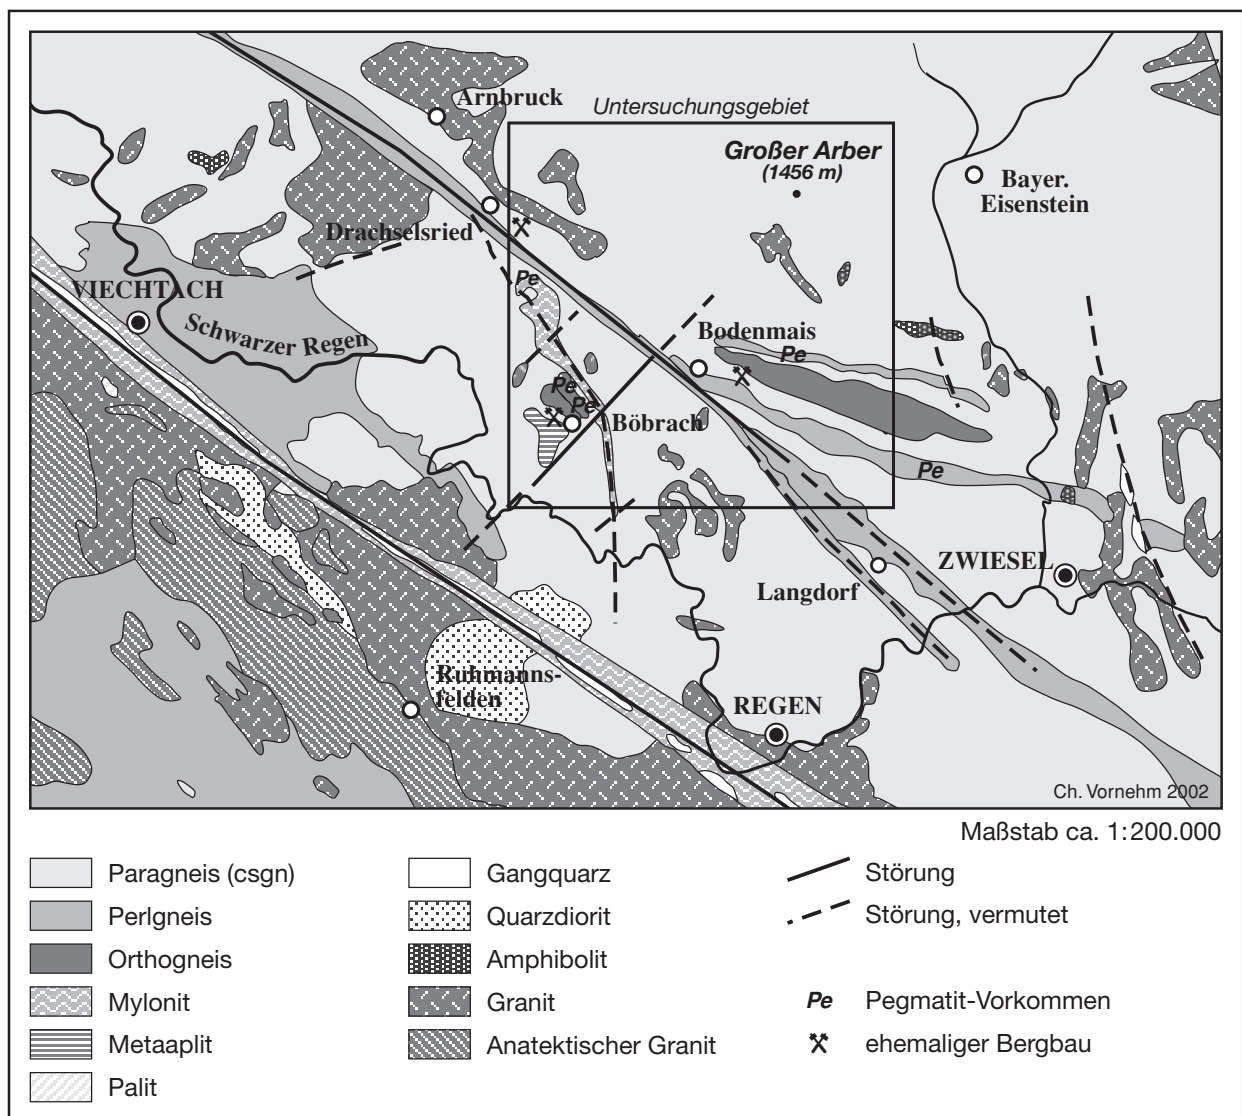 Arnbruck
Untersuchungsgebiet
Großer Arber
(1456 m)
Bayer.
Eisenstein
Drachselsried
Pe
VIECHTACH
Schwarzer Regen
Bodenmais
Pe
Pe
Pe
Böbrach
Pe
ZWIESEL
Langdorf
Ruhmanns-
felden
REGEN
Ch. Vornehm 2002
Maßstab ca. 1:200.000
Paragneis (csgn)
Perlgneis
Orthogneis
Mylonit
Metaaplit
Palit
Gangquarz
Quarzdiorit
Amphibolit
Granit
Anatektischer Granit
Störung
Störung, vermutet
Pe Pegmatit-Vorkommen
ehemaliger Bergbau